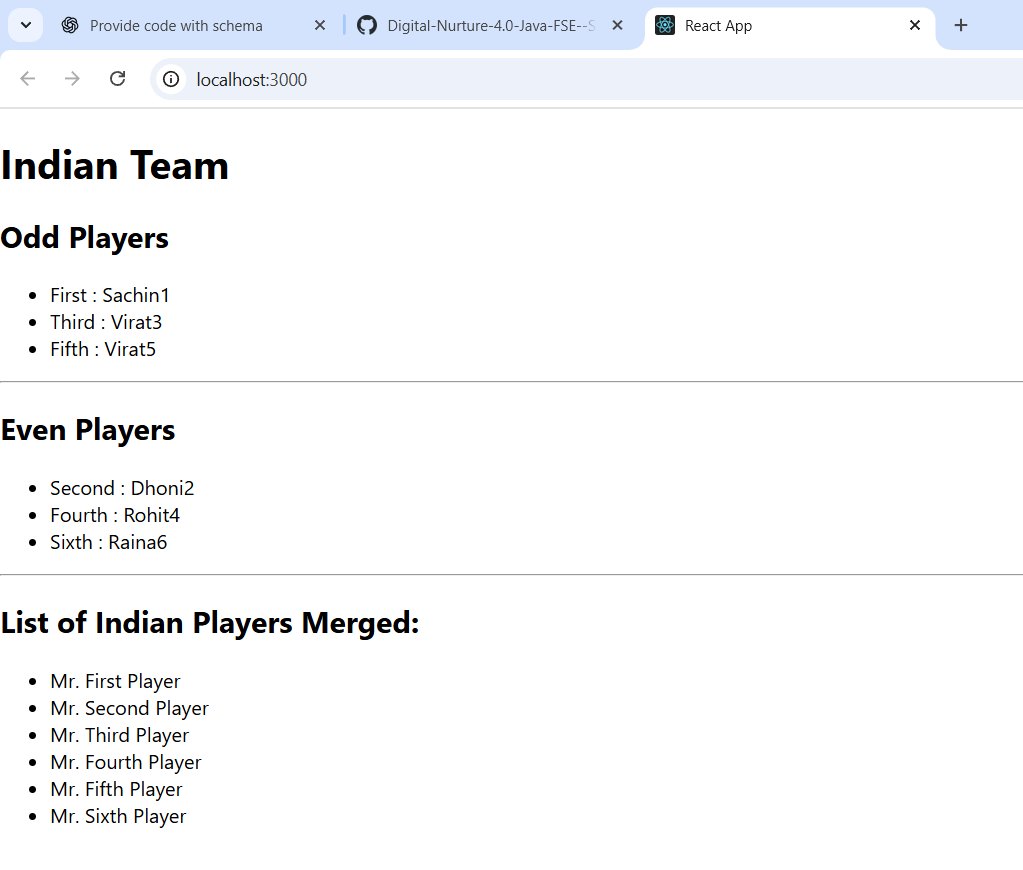 Provide code with schema
Digital-Nurture-4.0-Java-FSE--S
React App
localhost:3000
Indian Team
Odd Players
First : Sachin1
Third : Virat3
Fifth : Virat5
Even Players
Second : Dhoni2
Fourth : Rohit4
Sixth : Raina6
List of Indian Players Merged:
Mr. First Player
Mr. Second Player
Mr. Third Player
Mr. Fourth Player
Mr. Fifth Player
Mr. Sixth Player